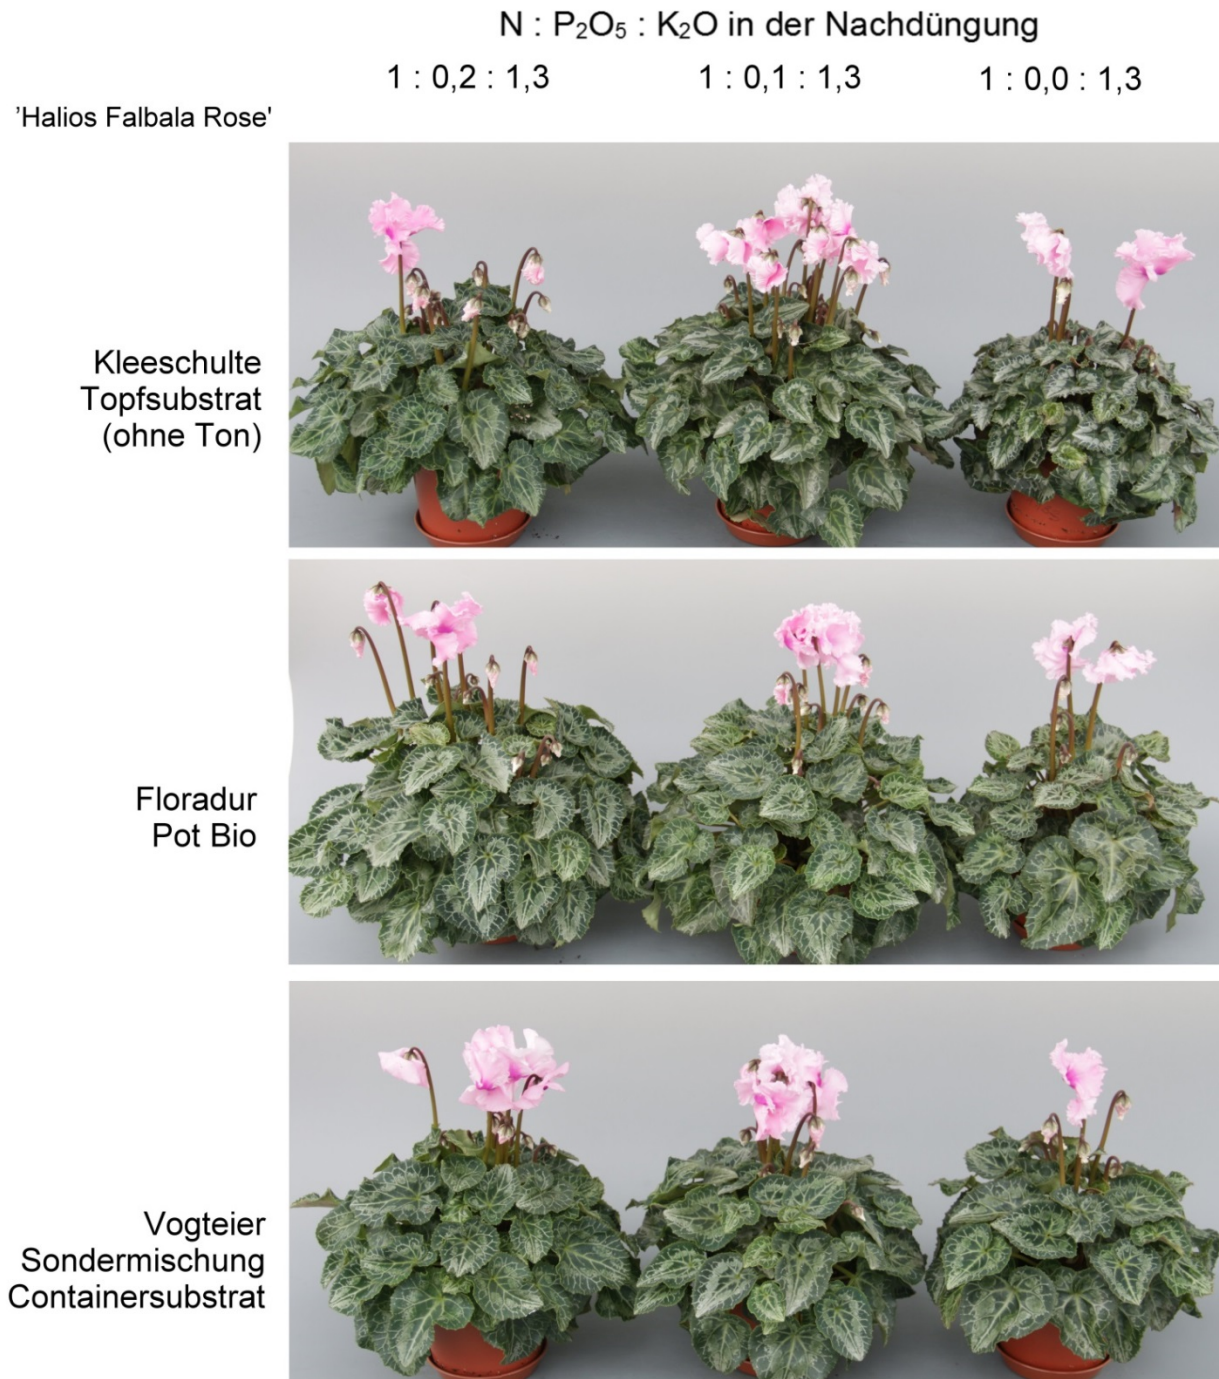 N : P₂O₅ : K₂O in der Nachdüngung
1 : 0,2 : 1,3 1 : 0,1 : 1,3 1 : 0,0 : 1,3
'Halios Falbala Rose'
Kleeschulte
Topfsubstrat
(ohne Ton)
Floradur
Pot Bio
Vogteier
Sondermischung
Containersubstrat